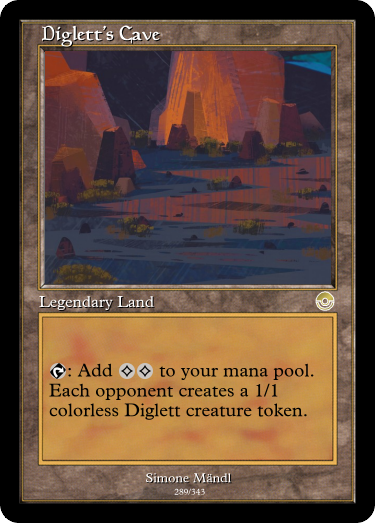 Diglett's Cave
Legendary Land
: Add to your mana pool.
Each opponent creates a 1/1
colorless Diglett creature token.
Simone Mändl
289/343